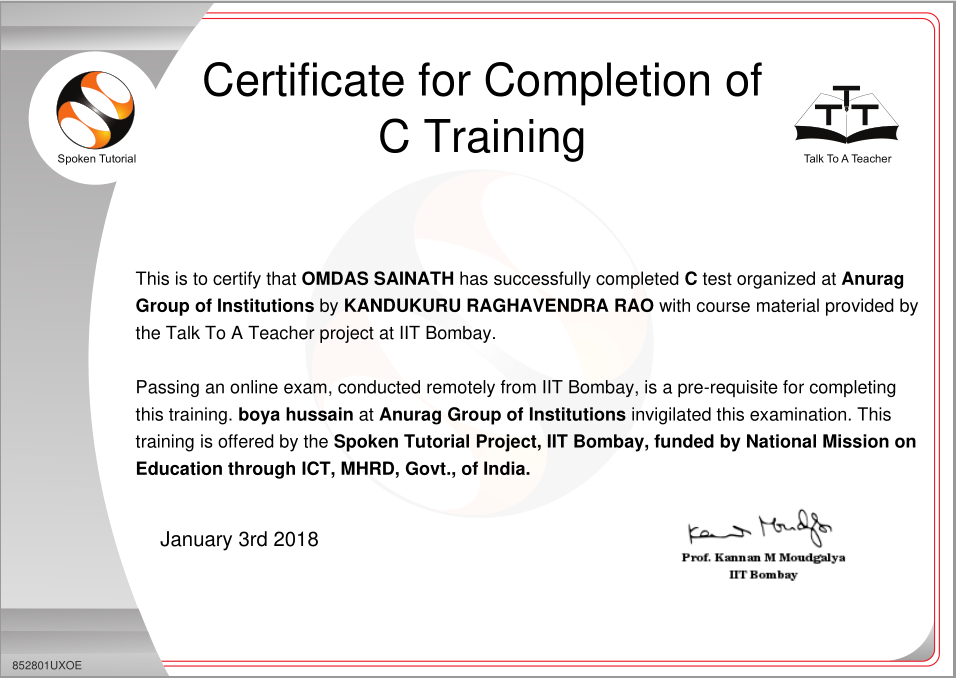 Certificate for Completion of
C Training
Spoken Tutorial
T T T
Talk To A Teacher
This is to certify that OMDAS SAINATH has successfully completed C test organized at Anurag
Group of Institutions by KANDUKURU RAGHAVENDRA RAO with course material provided by
the Talk To A Teacher project at IIT Bombay.
Passing an online exam, conducted remotely from IIT Bombay, is a pre-requisite for completing
this training. boya hussain at Anurag Group of Institutions invigilated this examination. This
training is offered by the Spoken Tutorial Project, IIT Bombay, funded by National Mission on
Education through ICT, MHRD, Govt., of India.
January 3rd 2018
Kannan Moudgalya
Prof. Kannan M Moudgalya
IIT Bombay
852801UXOE